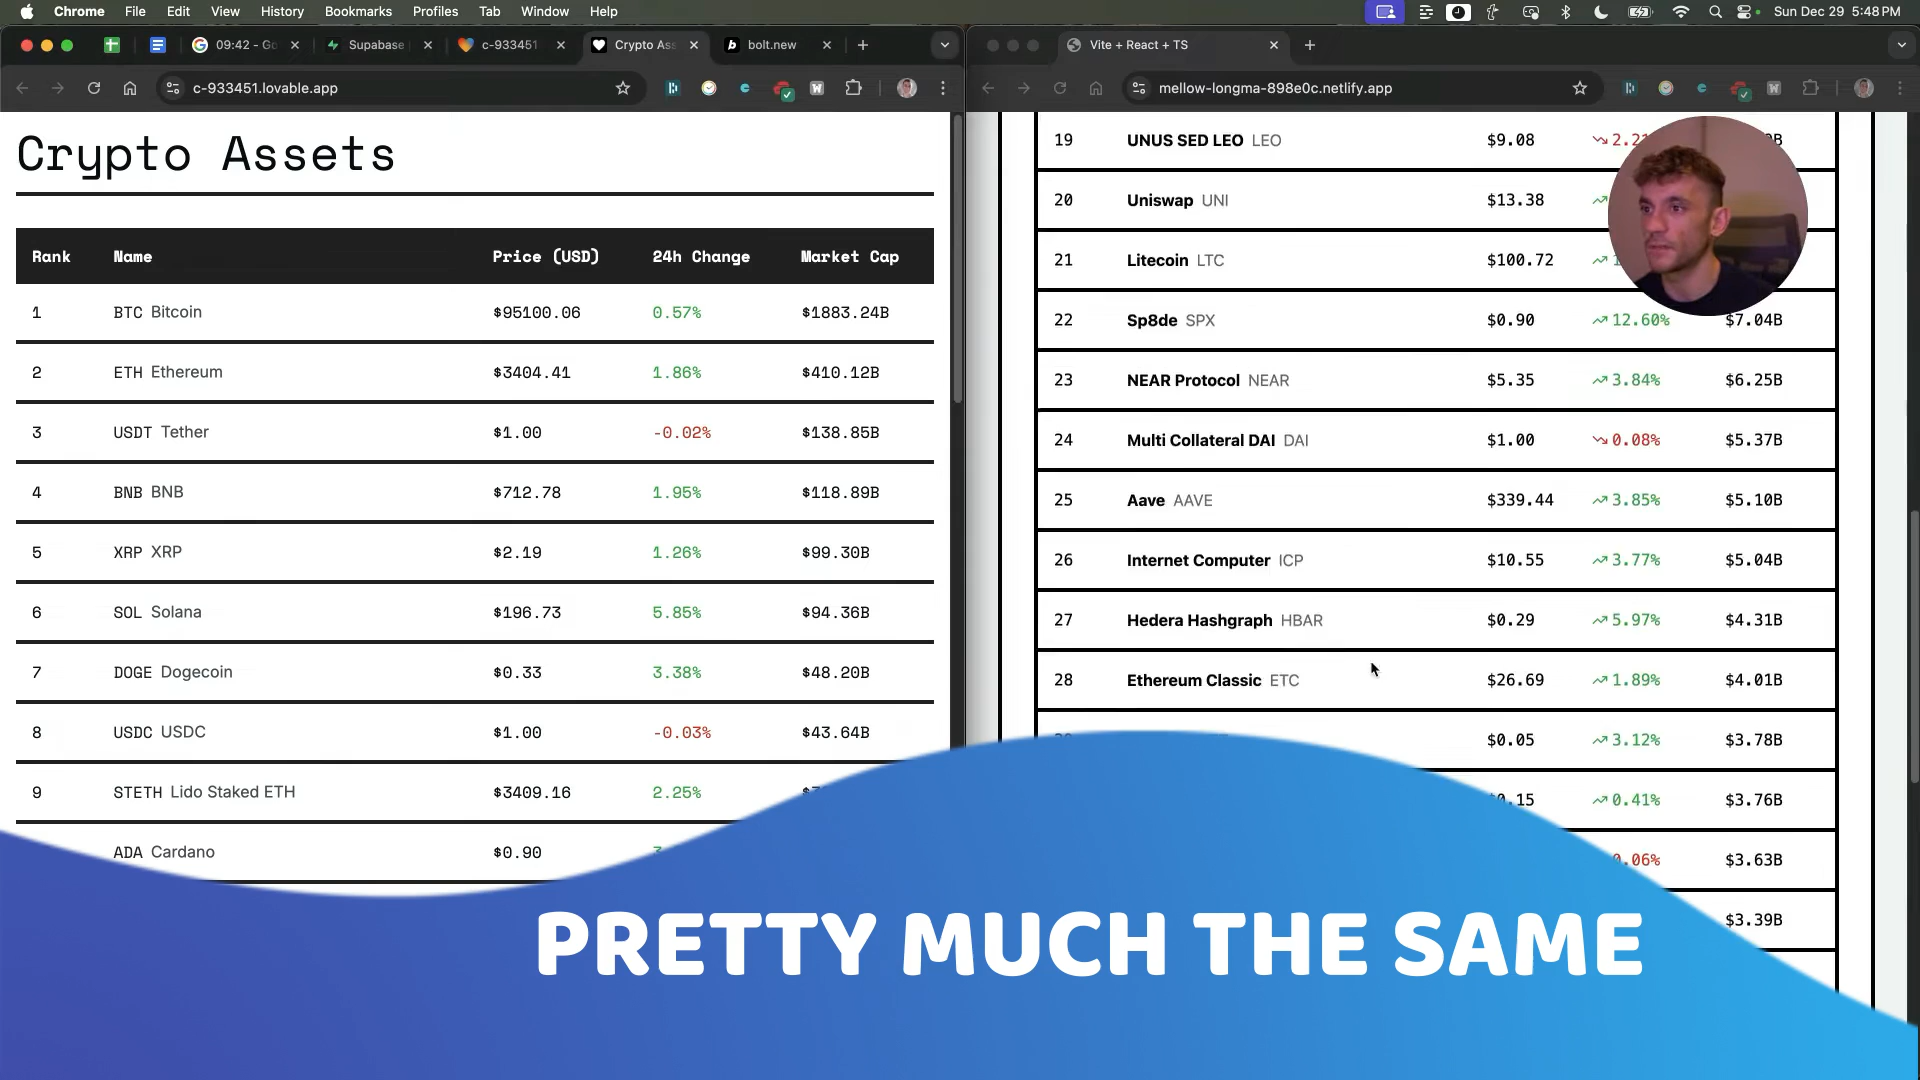 Chrome File Edit View History Bookmarks Profiles Tab Window Help
Sun Dec 29 5:48 PM
09:42 - Go
Supabase
c-933451
Crypto Ass
bolt.new
c-933451.lovable.app
Crypto Assets
Rank Name Price (USD) 24h Change Market Cap
1 BTC Bitcoin $95100.06 0.57% $1883.24B
2 ETH Ethereum $3404.41 1.86% $410.12B
3 USDT Tether $1.00 -0.02% $138.85B
4 BNB BNB $712.78 1.95% $118.89B
5 XRP XRP $2.19 1.26% $99.30B
6 SOL Solana $196.73 5.85% $94.36B
7 DOGE Dogecoin $0.33 3.38% $48.20B
8 USDC USDC $1.00 -0.03% $43.64B
9 STETH Lido Staked ETH $3409.16 2.25%
ADA Cardano $0.90
Vite + React + TS
mellow-longma-898e0c.netlify.app
19 UNUS SED LEO LEO $9.08
20 Uniswap UNI $13.38
21 Litecoin LTC $100.72
22 Sp8de SPX $0.90 12.60% $7.04B
23 NEAR Protocol NEAR $5.35 3.84% $6.25B
24 Multi Collateral DAI DAI $1.00 0.08% $5.37B
25 Aave AAVE $339.44 3.85% $5.10B
26 Internet Computer ICP $10.55 3.77% $5.04B
27 Hedera Hashgraph HBAR $0.29 5.97% $4.31B
28 Ethereum Classic ETC $26.69 1.89% $4.01B
$0.05 3.12% $3.78B
0.41% $3.76B
$3.63B
$3.39B
PRETTY MUCH THE SAME